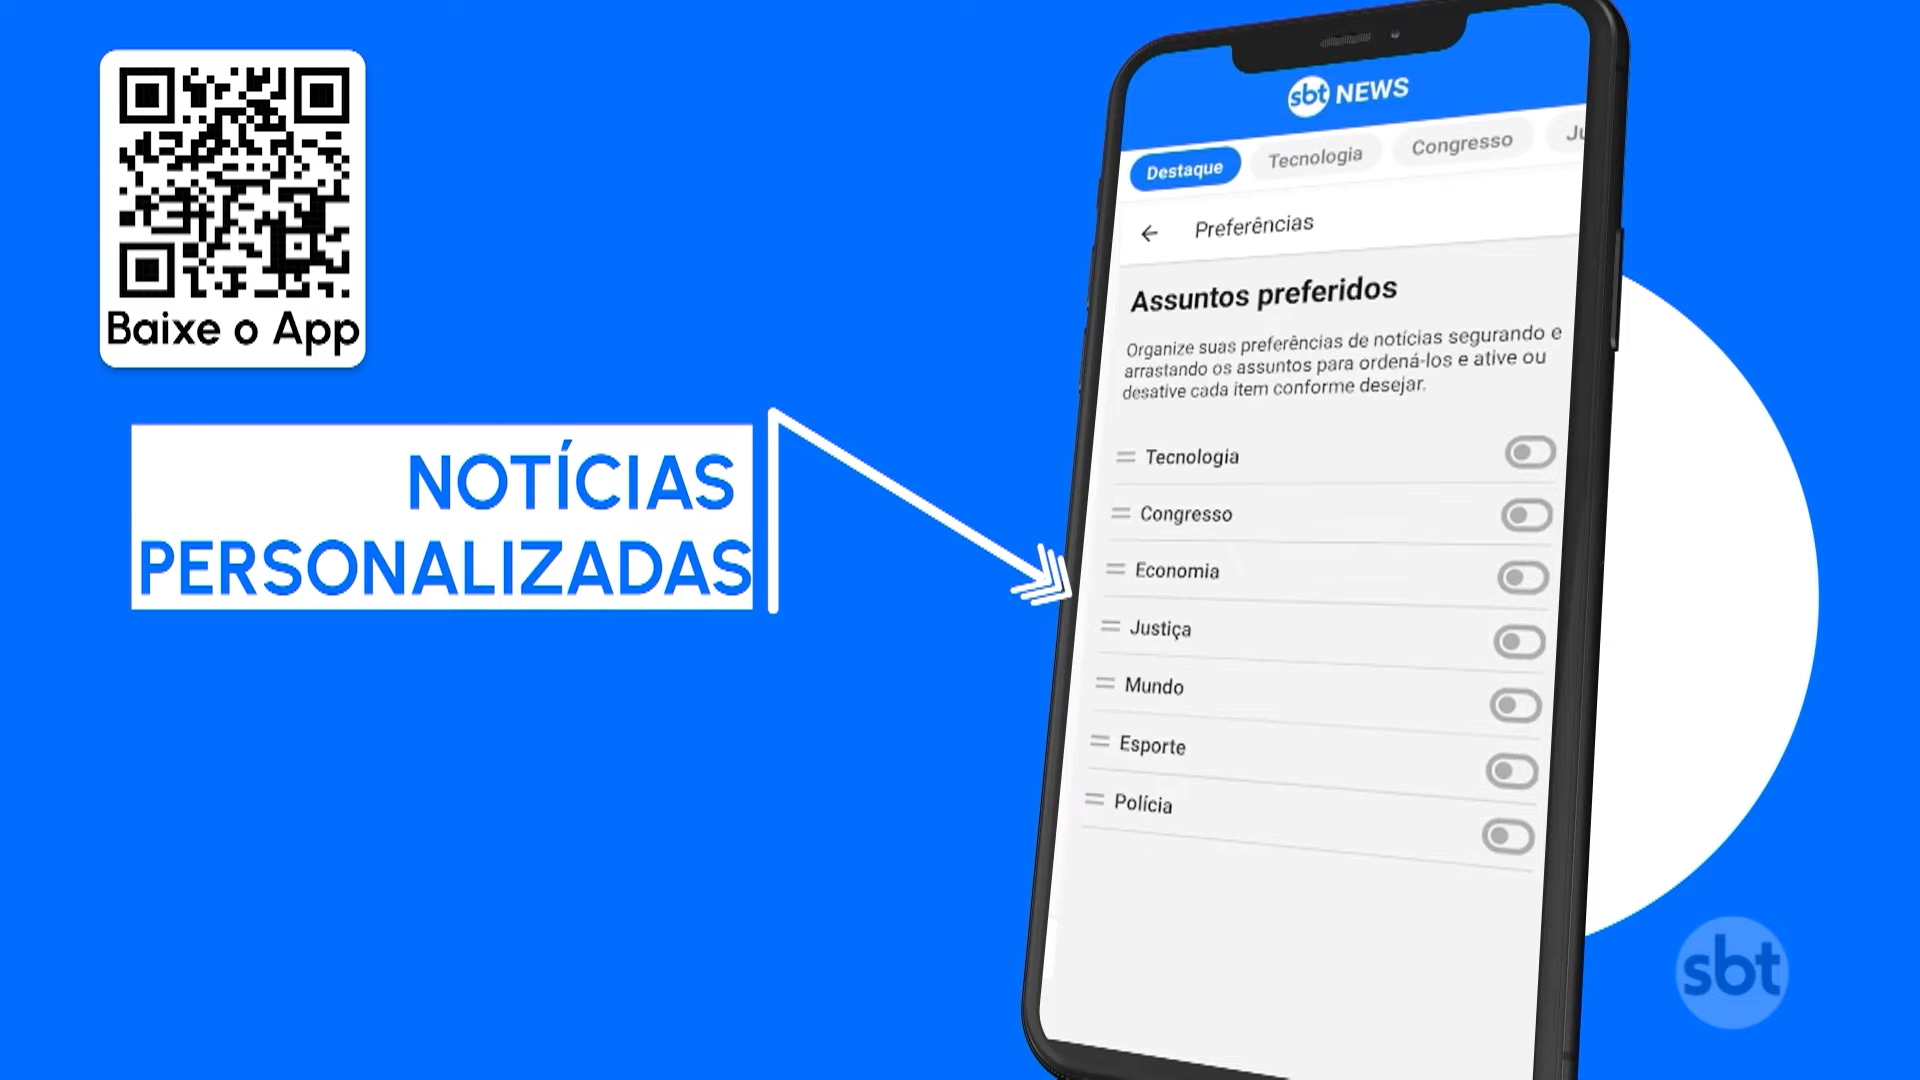 Baixe o App
NOTÍCIAS
PERSONALIZADAS
sbt NEWS
Destaque
Tecnologia
Congresso
Preferências
Assuntos preferidos
Organize suas preferências de notícias segurando e
arrastando os assuntos para ordená-los e ative ou
desative cada item conforme desejar.
Tecnologia
Congresso
Economia
Justiça
Mundo
Esporte
Polícia
sbt